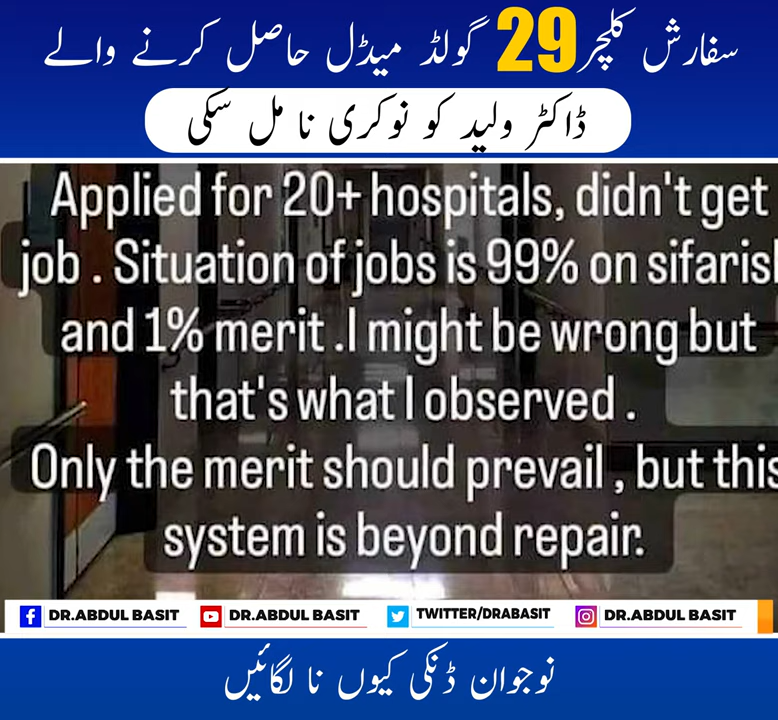 سفارش کلچر 29 گولڈ میڈل حاصل کرنے والے
ڈاکٹر ولید کو نوکری نا مل سکی
Applied for 20+ hospitals, didn't get
job . Situation of jobs is 99% on sifarish
and 1% merit .I might be wrong but
that's what I observed .
Only the merit should prevail , but this
system is beyond repair.
DR.ABDUL BASIT DR.ABDUL BASIT TWITTER/DRABASIT DR.ABDUL BASIT
نوجوان ڈنکی کیوں نا لگائیں